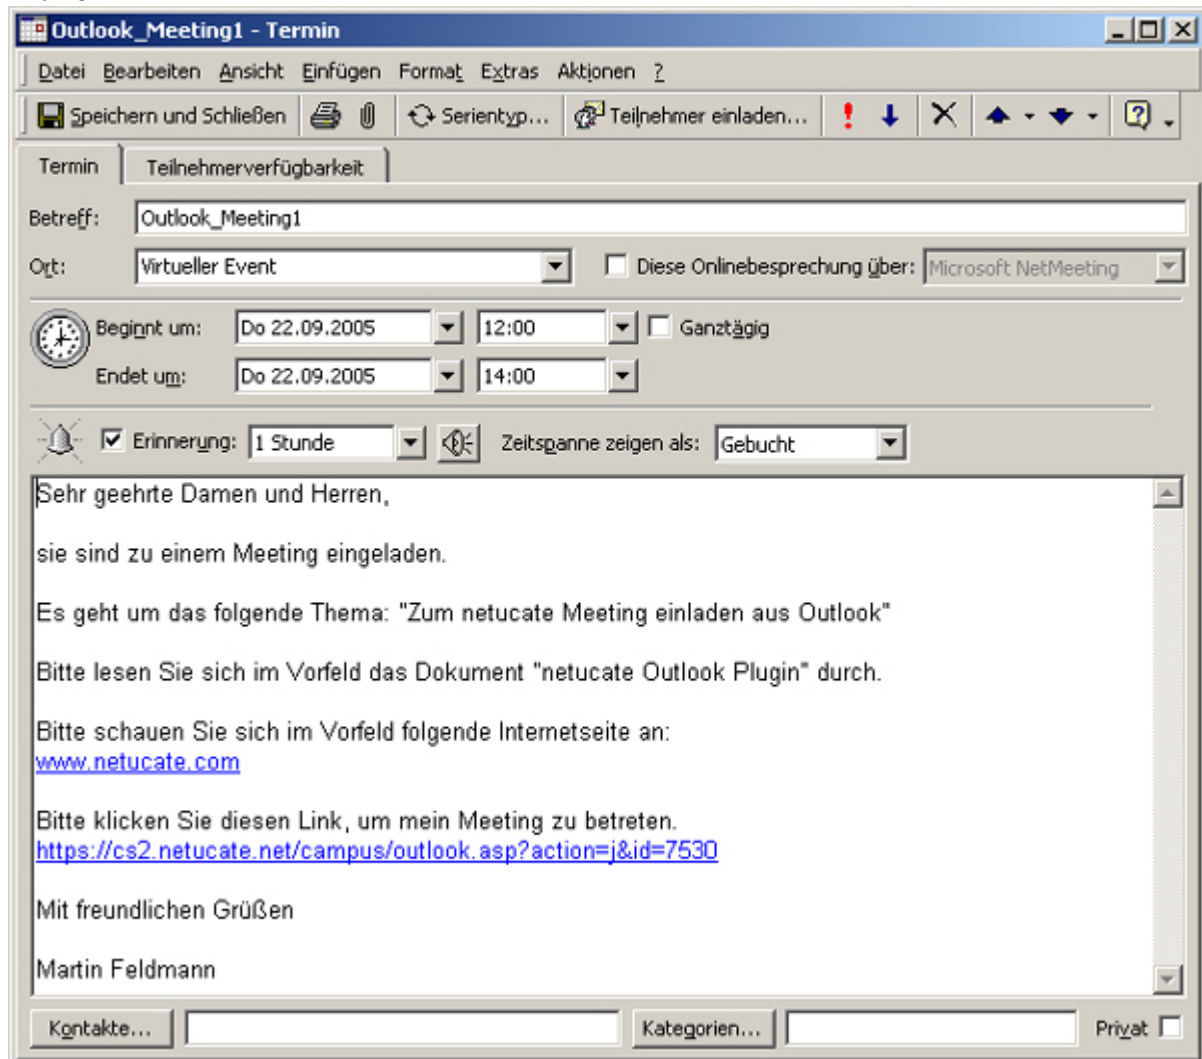 Outlook_Meeting1 - Termin
Datei Bearbeiten Ansicht Einfügen Format Extras Aktionen ?
Speichern und Schließen Serientyp... Teilnehmer einladen...
Termin Teilnehmerverfügbarkeit
Betreff: Outlook_Meeting1
Ort: Virtueller Event Diese Onlinebesprechung über: Microsoft NetMeeting
Beginnt um: Do 22.09.2005 12:00 Ganztägig
Endet um: Do 22.09.2005 14:00
Erinnerung: 1 Stunde Zeitspanne zeigen als: Gebucht
Sehr geehrte Damen und Herren,
sie sind zu einem Meeting eingeladen.
Es geht um das folgende Thema: "Zum netucate Meeting einladen aus Outlook"
Bitte lesen Sie sich im Vorfeld das Dokument "netucate Outlook Plugin" durch.
Bitte schauen Sie sich im Vorfeld folgende Internetseite an:
www.netucate.com
Bitte klicken Sie diesen Link, um mein Meeting zu betreten.
https://cs2.netucate.net/campus/outlook.asp?action=j&id=7530
Mit freundlichen Grüßen
Martin Feldmann
Kontakte... Kategorien... Privat